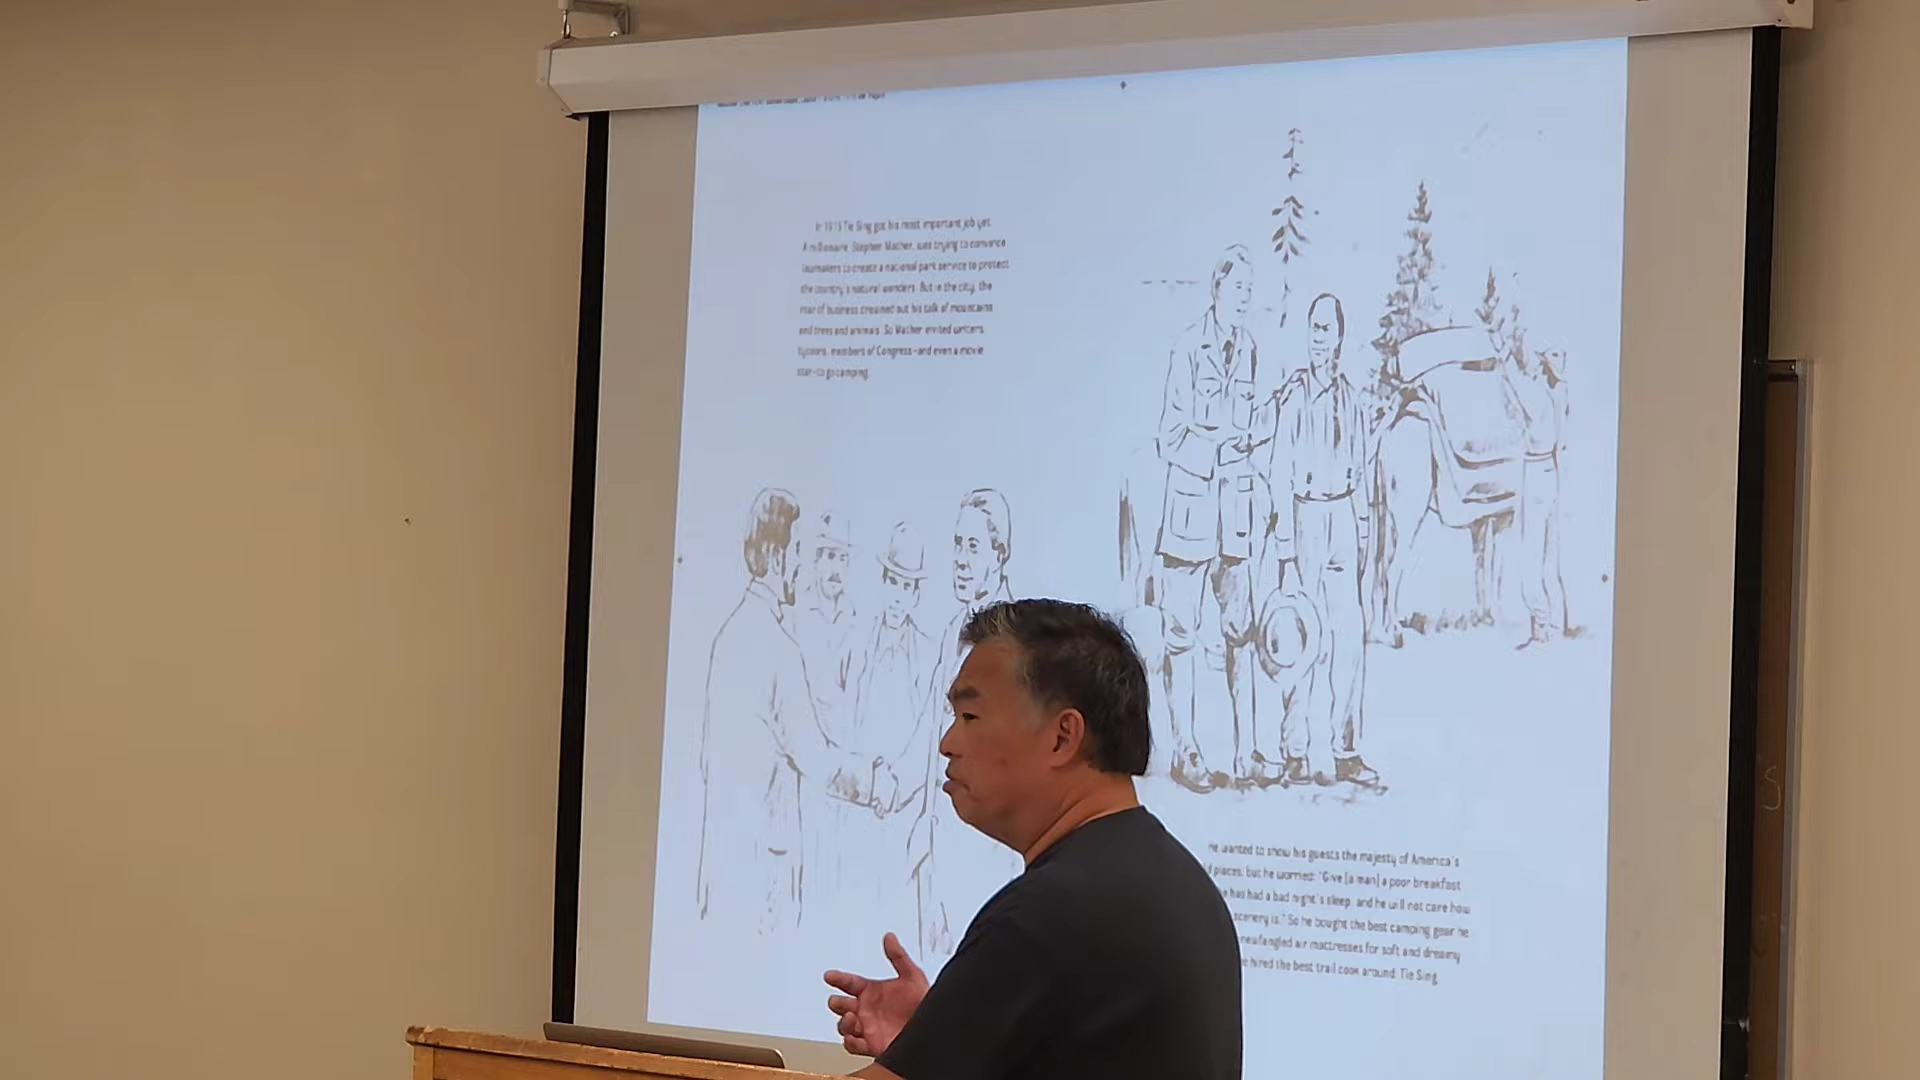 In 1915 Tie Sing got his most important job yet.
A millionaire, Stephen Mather, was trying to convince
lawmakers to create a national park service to protect
the country's natural wonders. But in the city, the
roar of business drowned out his talk of mountains
and trees and animals. So Mather invited writers,
tycoons, members of Congress—and even a movie
star—to go camping.
He wanted to show his guests the majesty of America's
places, but he worried: "Give [a man] a poor breakfast
he has had a bad night's sleep, and he will not care how
scenery is." So he bought the best camping gear he
newfangled air mattresses for soft and dreamy
he hired the best trail cook around: Tie Sing.